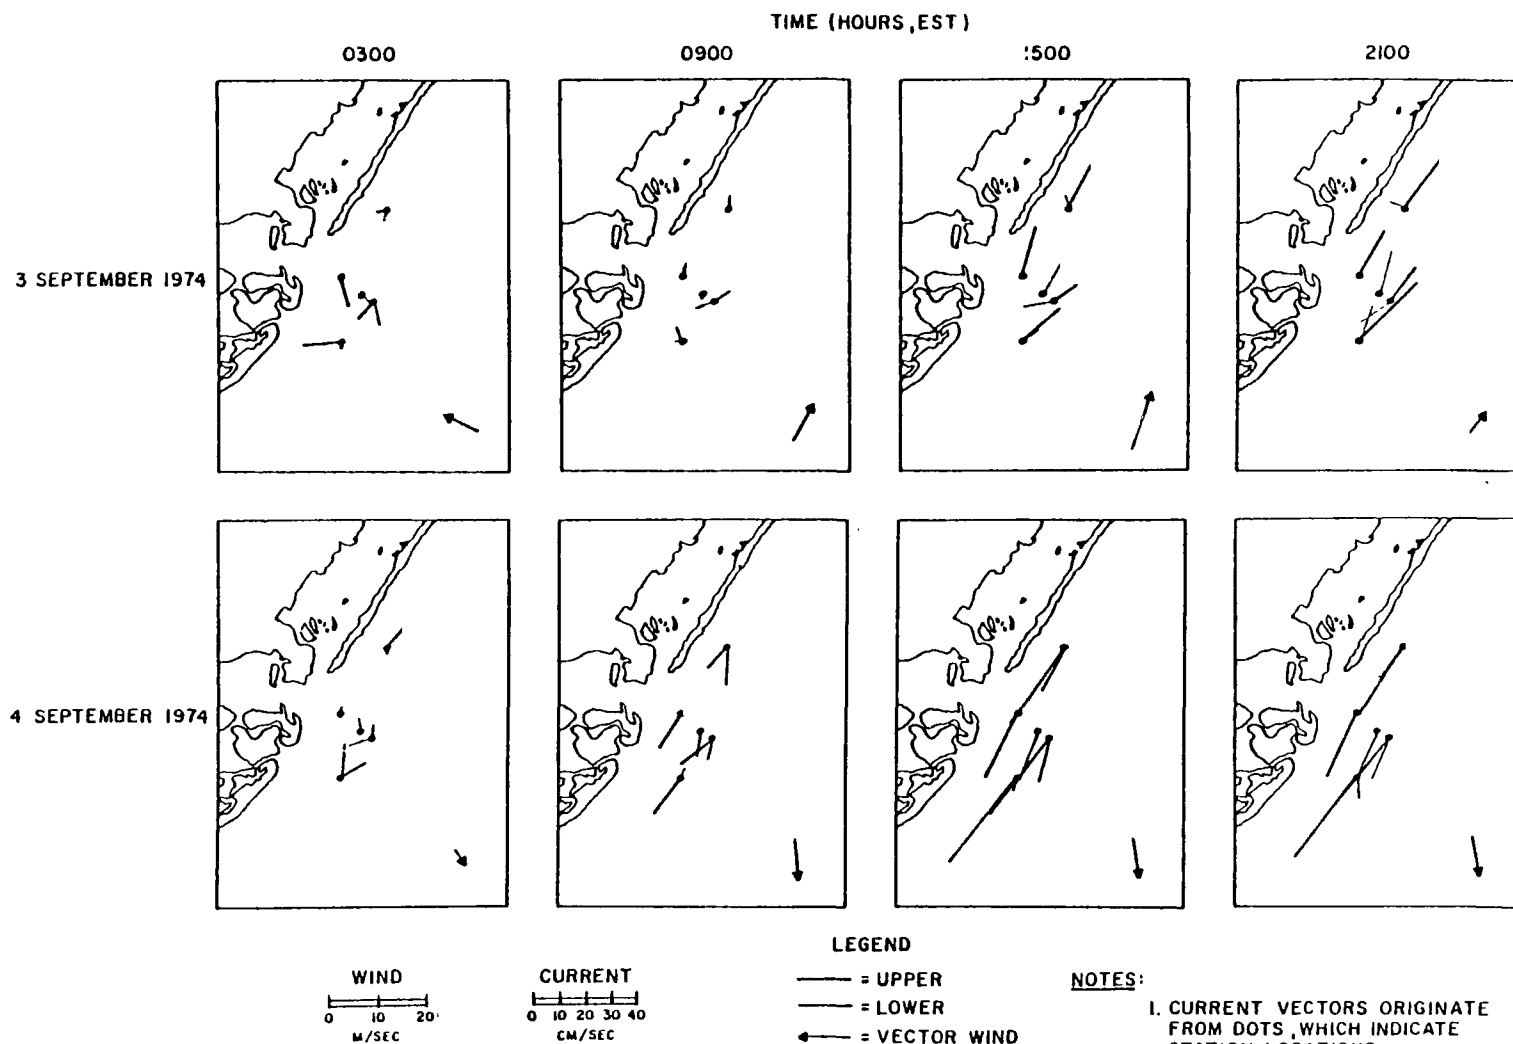 TIME (HOURS, EST)
0300 0900 1500 2100
3 SEPTEMBER 1974
4 SEPTEMBER 1974
LEGEND
WIND
0 10 20
M/SEC
CURRENT
0 10 20 30 40
CM/SEC
= UPPER
= LOWER
= VECTOR WIND
NOTES:
1. CURRENT VECTORS ORIGINATE
FROM DOTS, WHICH INDICATE
STATION LOCATIONS